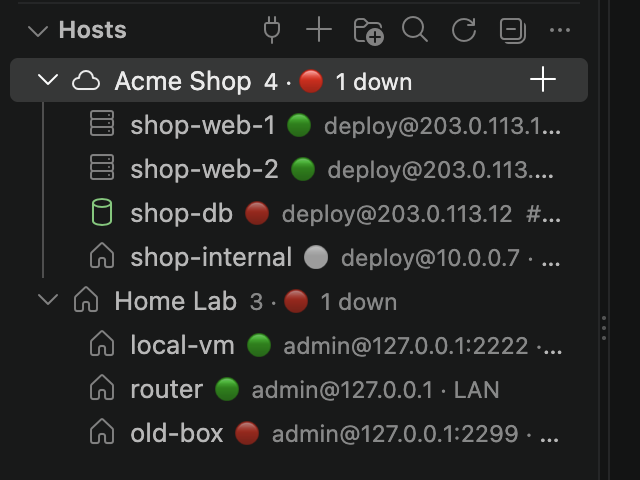 Hosts
Acme Shop 4 · 1 down
shop-web-1 deploy@203.0.113.1...
shop-web-2 deploy@203.0.113....
shop-db deploy@203.0.113.12 #...
shop-internal deploy@10.0.0.7 · ...
Home Lab 3 · 1 down
local-vm admin@127.0.0.1:2222 ·...
router admin@127.0.0.1 · LAN
old-box admin@127.0.0.1:2299 · ...